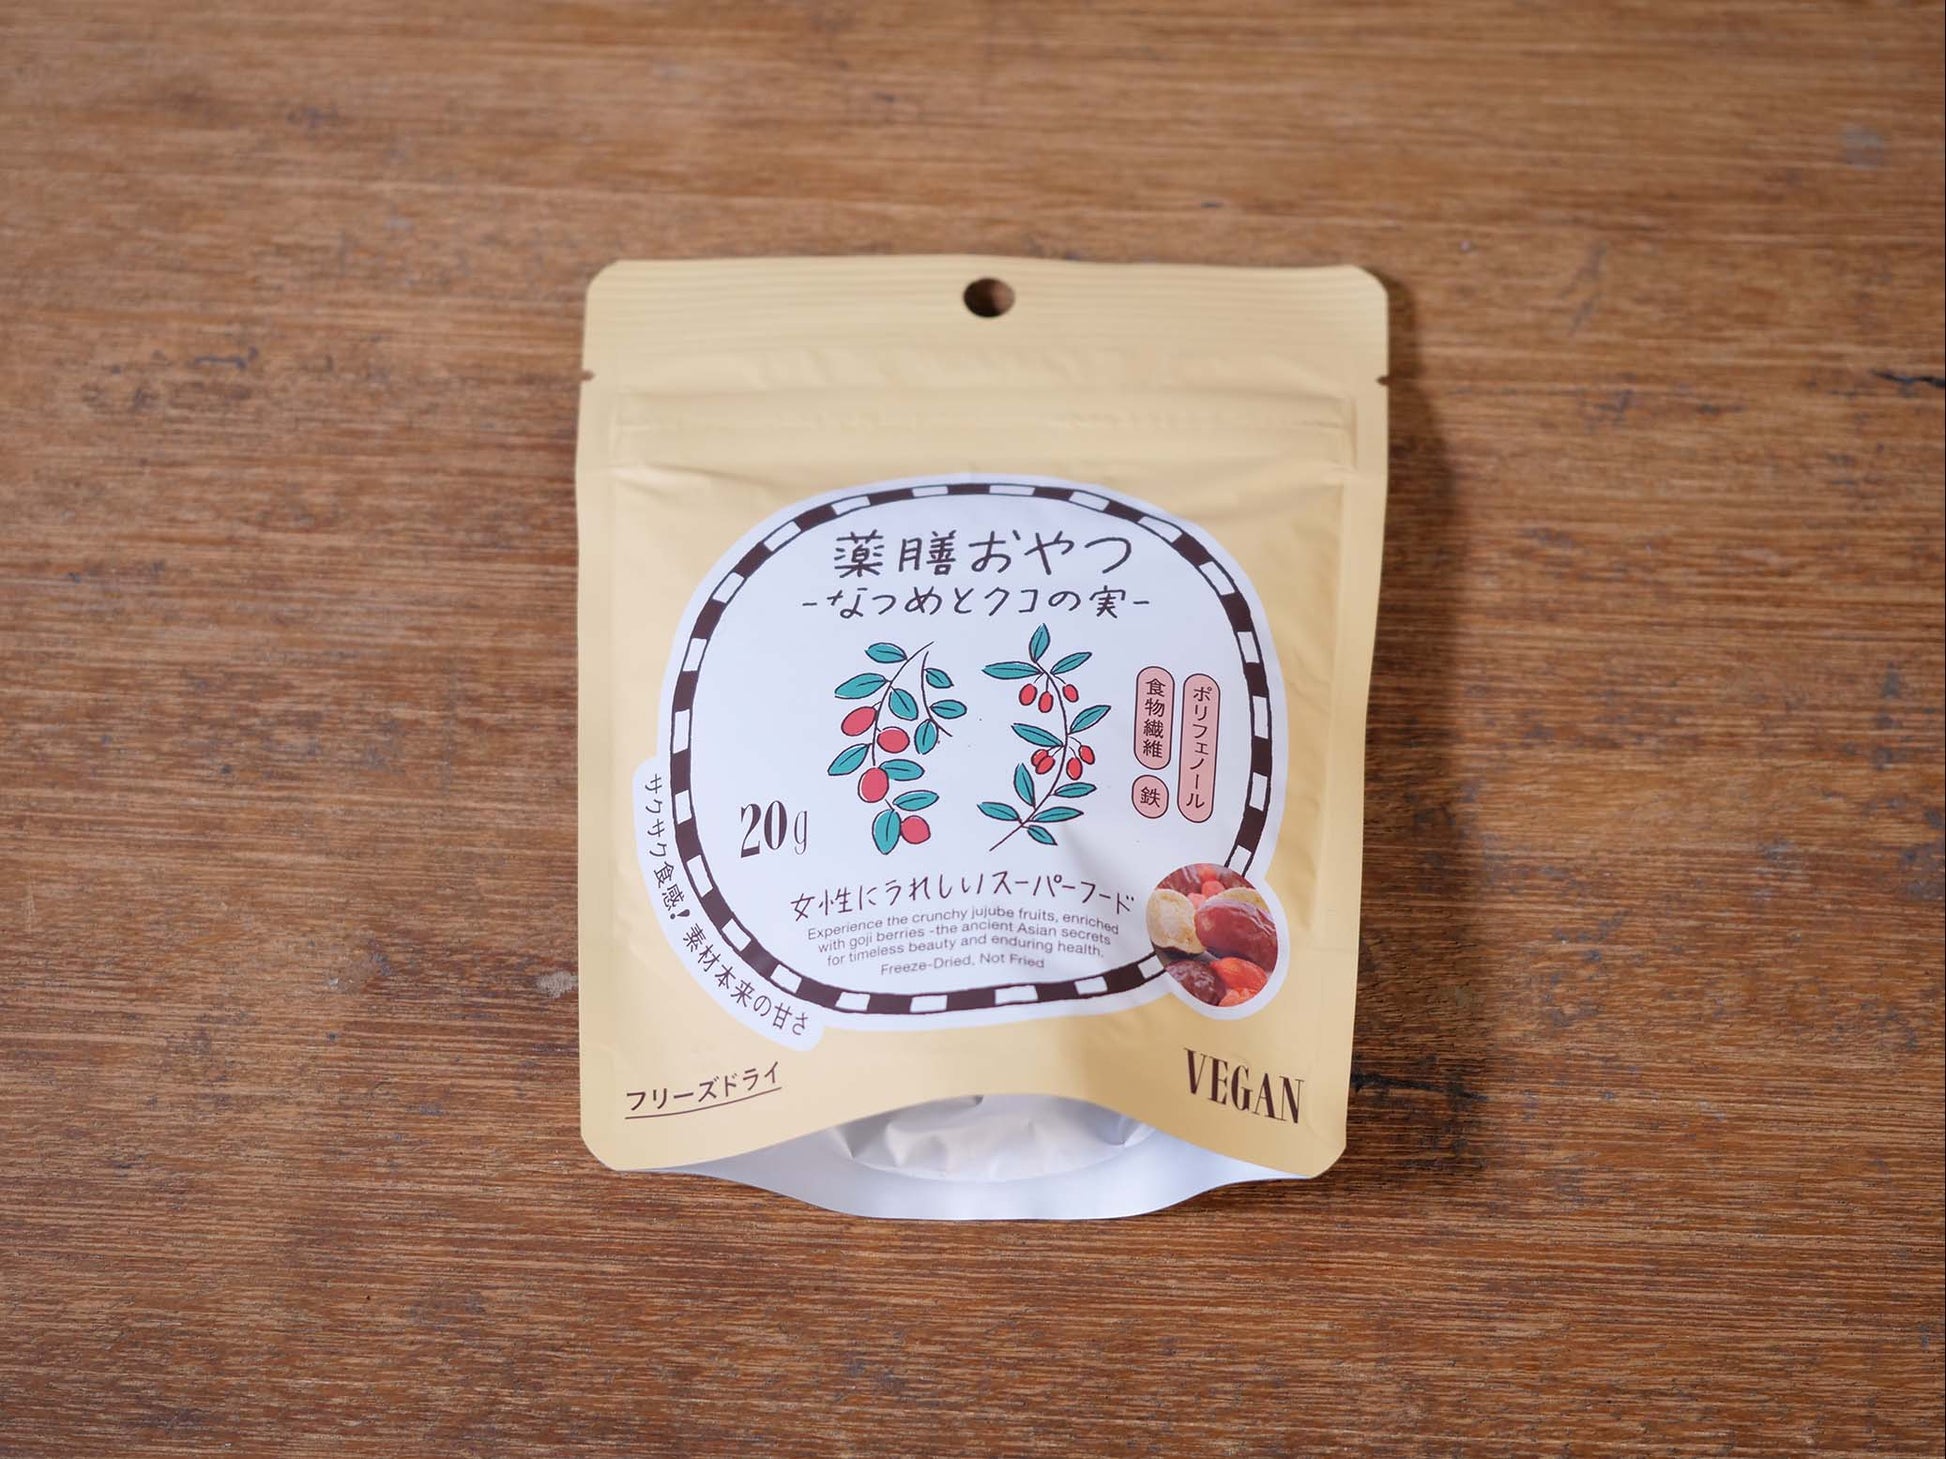 薬膳おやつ
-なつめとクコの実-
ポリフェノール
食物繊維
鉄
20g
女性にうれしいスーパーフード
Experience the crunchy jujube fruits, enriched
with goji berries -the ancient Asian secrets
for timeless beauty and enduring health.
Freeze-Dried, Not Fried
サクサク食感!素材本来の甘さ
フリーズドライ
VEGAN